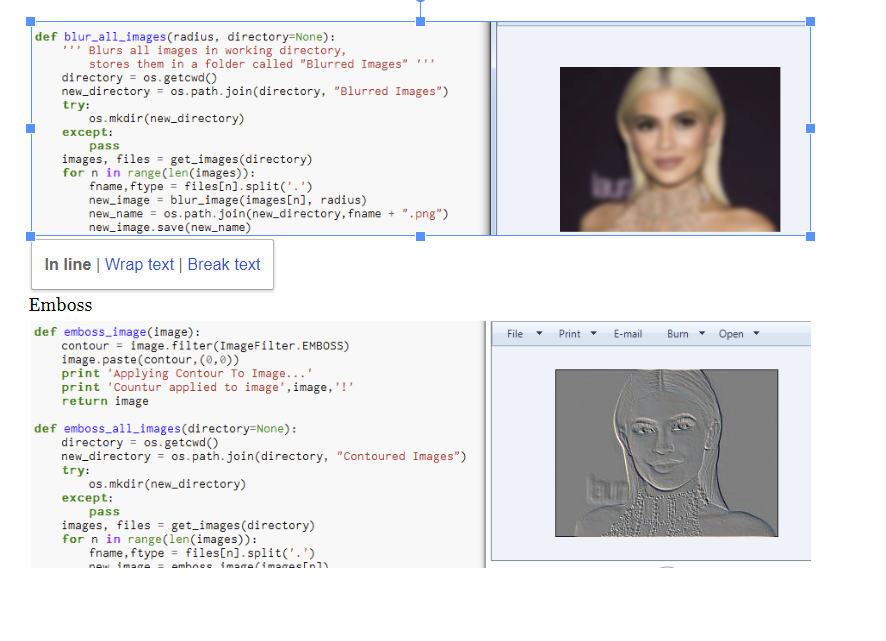 def blur_all_images(radius, directory=None):
''' Blurs all images in working directory,
stores them in a folder called "Blurred Images" '''
directory = os.getcwd()
new_directory = os.path.join(directory, "Blurred Images")
try:
os.mkdir(new_directory)
except:
pass
images, files = get_images(directory)
for n in range(len(images)):
fname,ftype = files[n].split('.')
new_image = blur_image(images[n], radius)
new_name = os.path.join(new_directory,fname + ".png")
new_image.save(new_name)
In line | Wrap text | Break text
Emboss
def emboss_image(image):
contour = image.filter(ImageFilter.EMBOSS)
image.paste(contour,(0,0))
print 'Applying Contour To Image...'
print 'Countur applied to image',image,'!'
return image
def emboss_all_images(directory=None):
directory = os.getcwd()
new_directory = os.path.join(directory, "Contoured Images")
try:
os.mkdir(new_directory)
except:
pass
images, files = get_images(directory)
for n in range(len(images)):
fname,ftype = files[n].split('.')
new_image = emboss_image(images[n])
File Print E-mail Burn Open